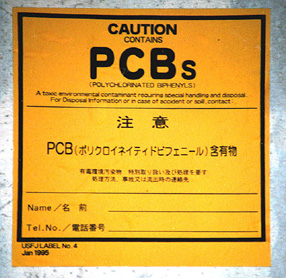 CAUTION
CONTAINS
PCBs
(POLYCHLORINATED BIPHENYLS)
A toxic environmental contaminant requiring special handling and disposal
For Disposal Information or in case of accident or spill, contact:
注意
PCB(ポリクロイネイティドビフェニール)含有物
有毒環境汚染物 特別取り扱い及び処理を要す
処理方法、事故又は流出時の連絡先:
Name/名 前
Tel.No./電話番号
USFJ LABEL No. 4
Jan 1995